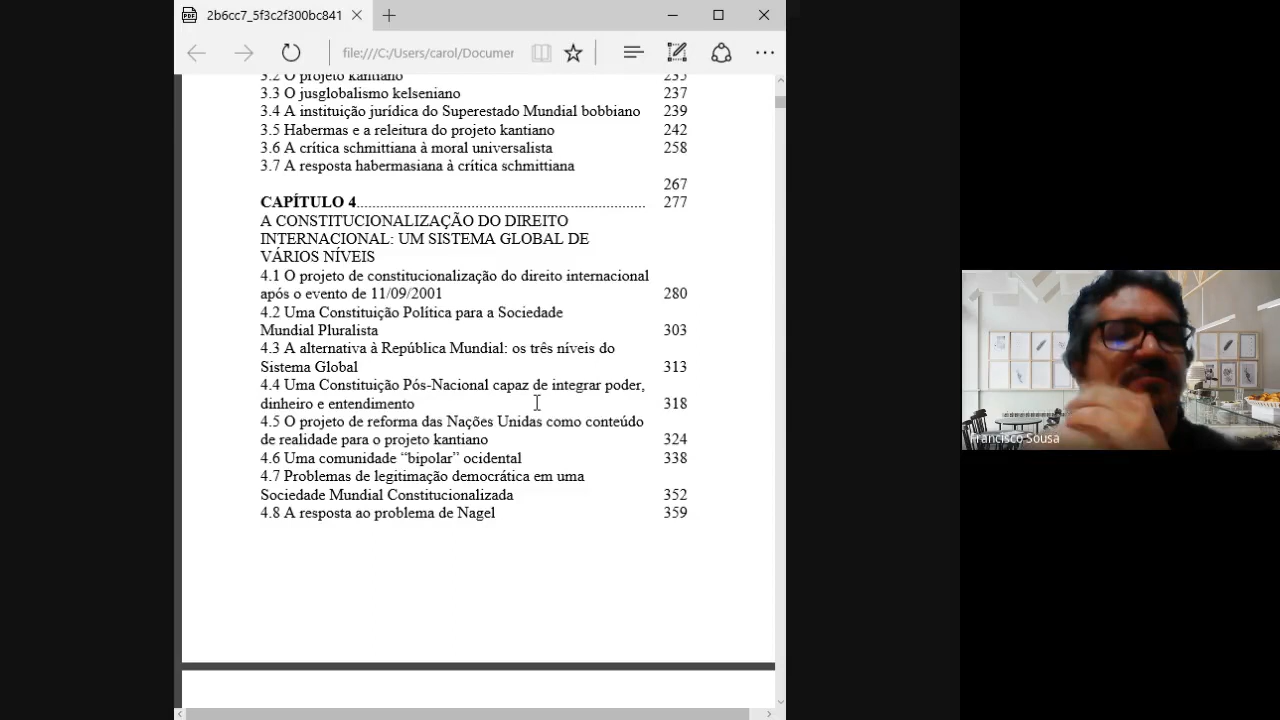 2b6cc7_5f3c2f300bc841
file:///C:/Users/carol/Documer
3.2 O projeto kantiano 235
3.3 O jusglobalismo kelseniano 237
3.4 A instituição jurídica do Superestado Mundial bobbiano 239
3.5 Habermas e a releitura do projeto kantiano 242
3.6 A crítica schmittiana à moral universalista 258
3.7 A resposta habermasiana à crítica schmittiana
267
CAPÍTULO 4.......................................................................... 277
A CONSTITUCIONALIZAÇÃO DO DIREITO
INTERNACIONAL: UM SISTEMA GLOBAL DE
VÁRIOS NÍVEIS
4.1 O projeto de constitucionalização do direito internacional
após o evento de 11/09/2001 280
4.2 Uma Constituição Política para a Sociedade
Mundial Pluralista 303
4.3 A alternativa à República Mundial: os três níveis do
Sistema Global 313
4.4 Uma Constituição Pós-Nacional capaz de integrar poder,
dinheiro e entendimento 318
4.5 O projeto de reforma das Nações Unidas como conteúdo
de realidade para o projeto kantiano 324
4.6 Uma comunidade “bipolar” ocidental 338
4.7 Problemas de legitimação democrática em uma
Sociedade Mundial Constitucionalizada 352
4.8 A resposta ao problema de Nagel 359
Francisco Sousa